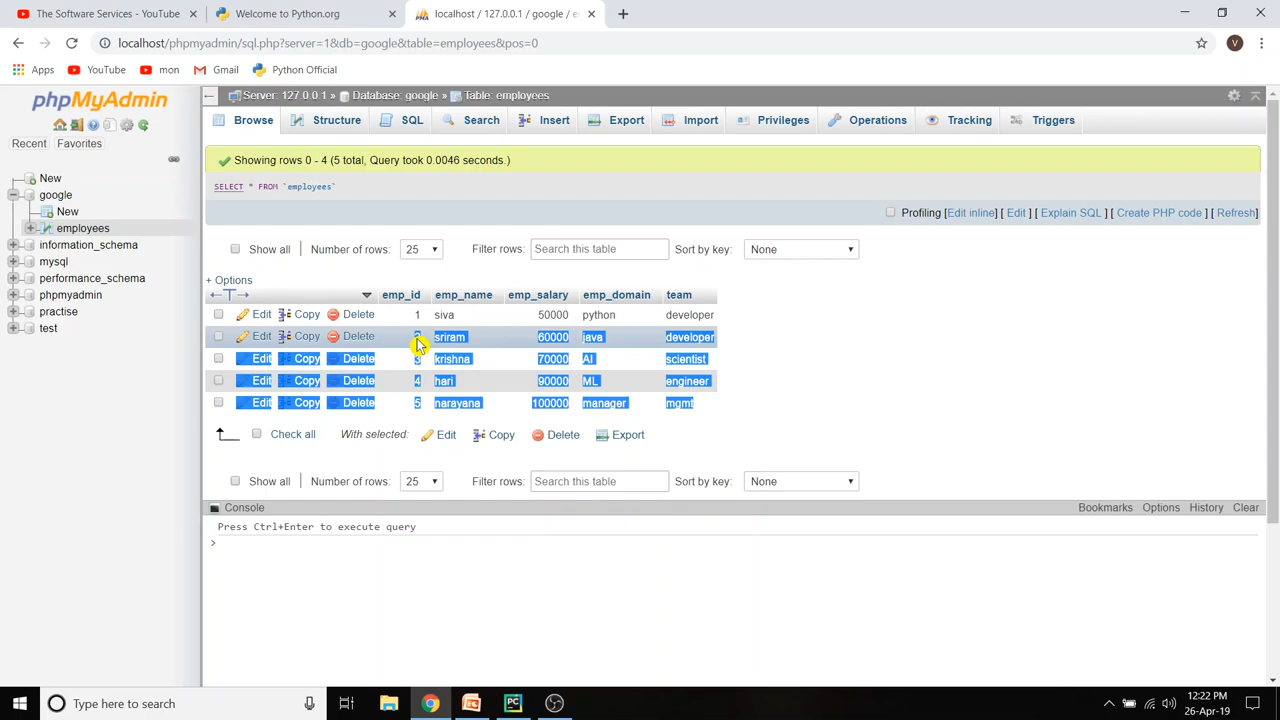 The Software Services - YouTube
Welcome to Python.org
localhost / 127.0.0.1 / google / e
localhost/phpmyadmin/sql.php?server=1&db=google&table=employees&pos=0
V
Apps YouTube mon Gmail Python Official
phpMyAdmin
Recent Favorites
New
google
New
employees
information_schema
mysql
performance_schema
phpmyadmin
practise
test
Server: 127.0.0.1 » Database: google » Table: employees
Browse Structure SQL Search Insert Export Import Privileges Operations Tracking Triggers
Showing rows 0 - 4 (5 total, Query took 0.0046 seconds.)
SELECT * FROM `employees`
Profiling [Edit inline] [ Edit ] [ Explain SQL ] [ Create PHP code ] [ Refresh]
Show all Number of rows: 25 Filter rows: Search this table Sort by key: None
+ Options
emp_id emp_name emp_salary emp_domain team
Edit Copy Delete 1 siva 50000 python developer
Edit Copy Delete sriram 60000 java developer
Edit Copy Delete 3 krishna 70000 AI scientist
Edit Copy Delete 4 hari 90000 ML engineer
Edit Copy Delete 5 narayana 100000 manager mgmt
Check all With selected: Edit Copy Delete Export
Show all Number of rows: 25 Filter rows: Search this table Sort by key: None
Console Bookmarks Options History Clear
Press Ctrl+Enter to execute query
>
Type here to search
12:22 PM
26-Apr-19